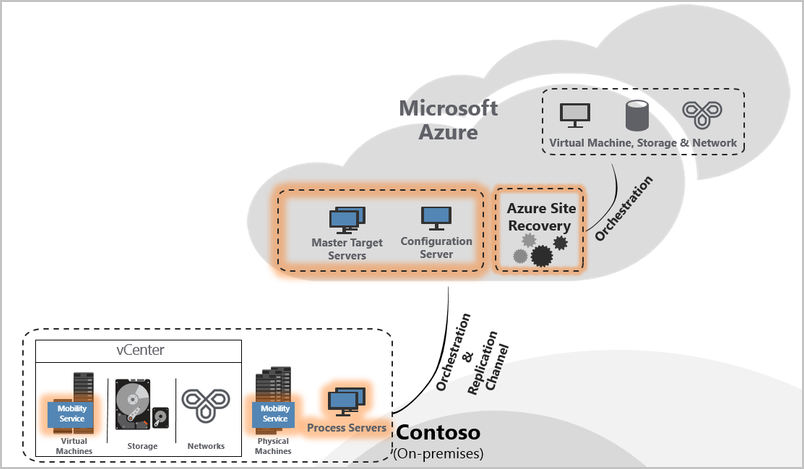 Microsoft
Azure
Virtual Machine, Storage & Network
Orchestration
Azure Site
Recovery
Master Target
Servers
Configuration
Server
Orchestration
&
Replication
Channel
vCenter
Mobility
Service
Virtual
Machines
Storage
Networks
Mobility
Service
Physical
Machines
Process Servers
Contoso
(On-premises)